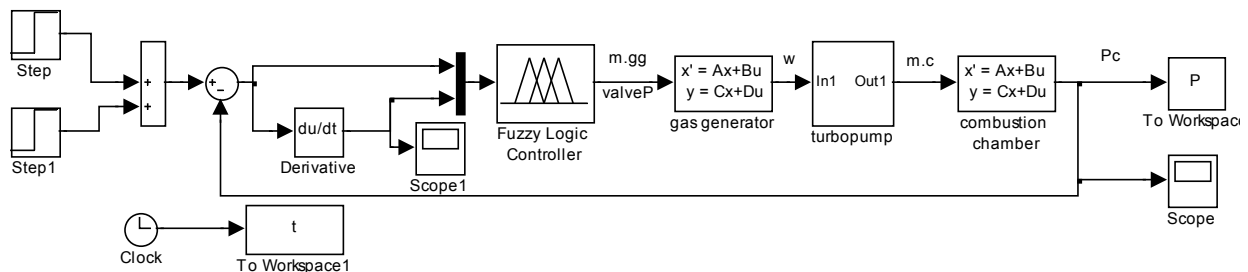 Step
Step1
+
+
+
−
du/dt
Derivative
Scope1
Fuzzy Logic
Controller
m.gg
valveP
x' = Ax+Bu
y = Cx+Du
gas generator
w
In1 Out1
turbopump
m.c
x' = Ax+Bu
y = Cx+Du
combustion
chamber
Pc
P
To Workspace
Scope
Clock
t
To Workspace1